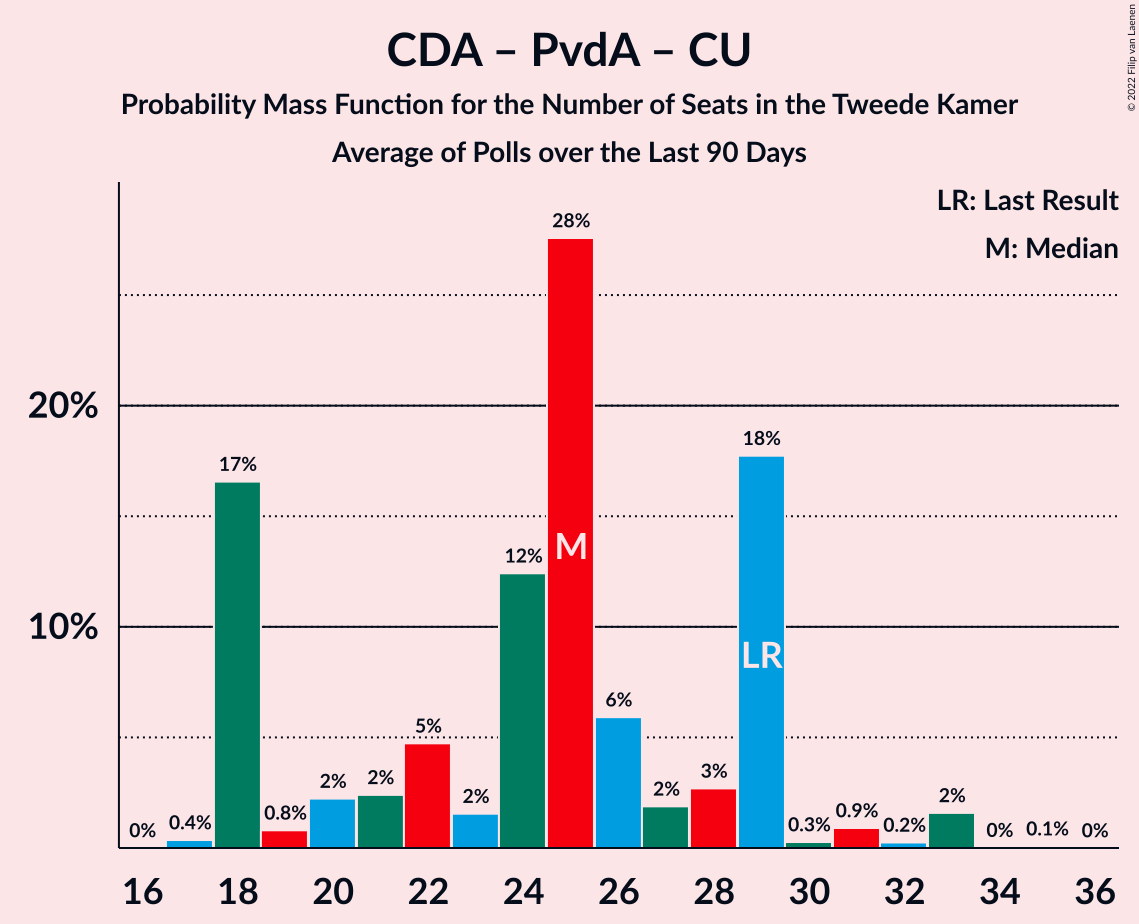 CDA – PvdA – CU
Probability Mass Function for the Number of Seats in the Tweede Kamer
Average of Polls over the Last 90 Days
© 2022 Filip van Laenen
LR: Last Result
M: Median
20%
10%
0%
0.4%
17%
0.8%
2%
2%
5%
2%
12%
28%
M
6%
2%
3%
18%
LR
0.3%
0.9%
0.2%
2%
0%
0.1%
0%
16 18 20 22 24 26 28 30 32 34 36